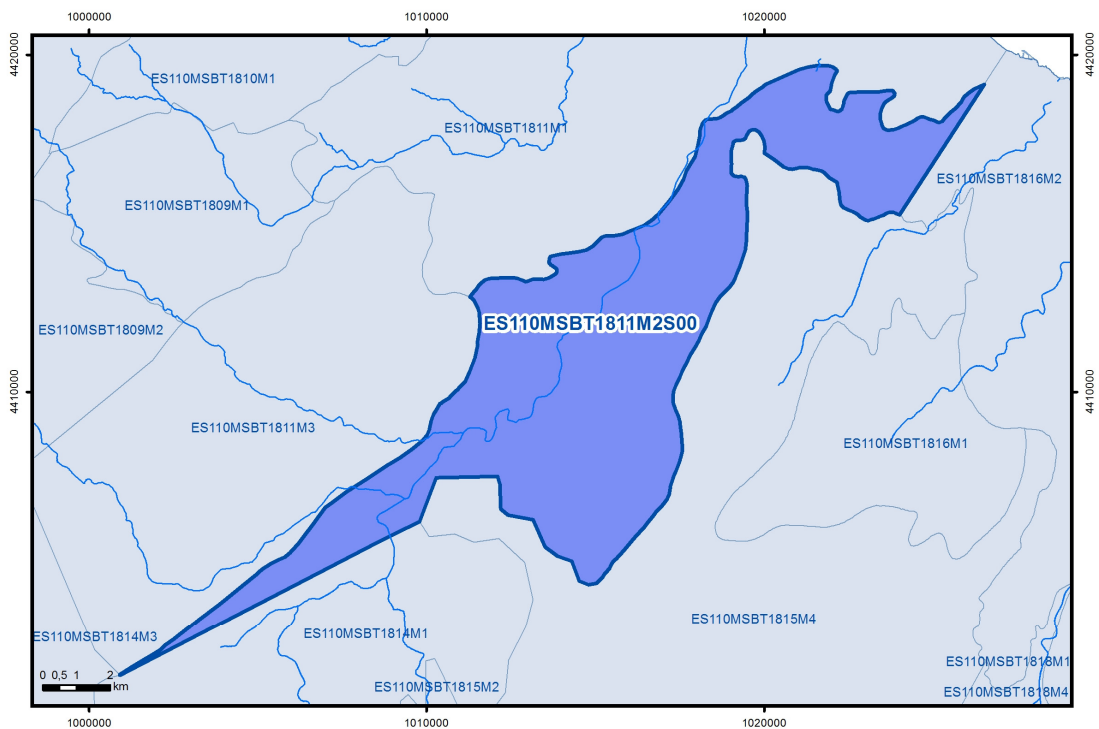 1000000 1010000 1020000
4420000 4420000
ES110MSBT1810M1
ES110MSBT1811M1
ES110MSBT1816M2
ES110MSBT1809M1
ES110MSBT1811M2S00
ES110MSBT1809M2
4410000 4410000
ES110MSBT1811M3
ES110MSBT1816M1
ES110MSBT1815M4
ES110MSBT1814M3 ES110MSBT1814M1
ES110MSBT1818M1
0 0,5 1 2
km
ES110MSBT1815M2
ES110MSBT1818M4
1000000 1010000 1020000